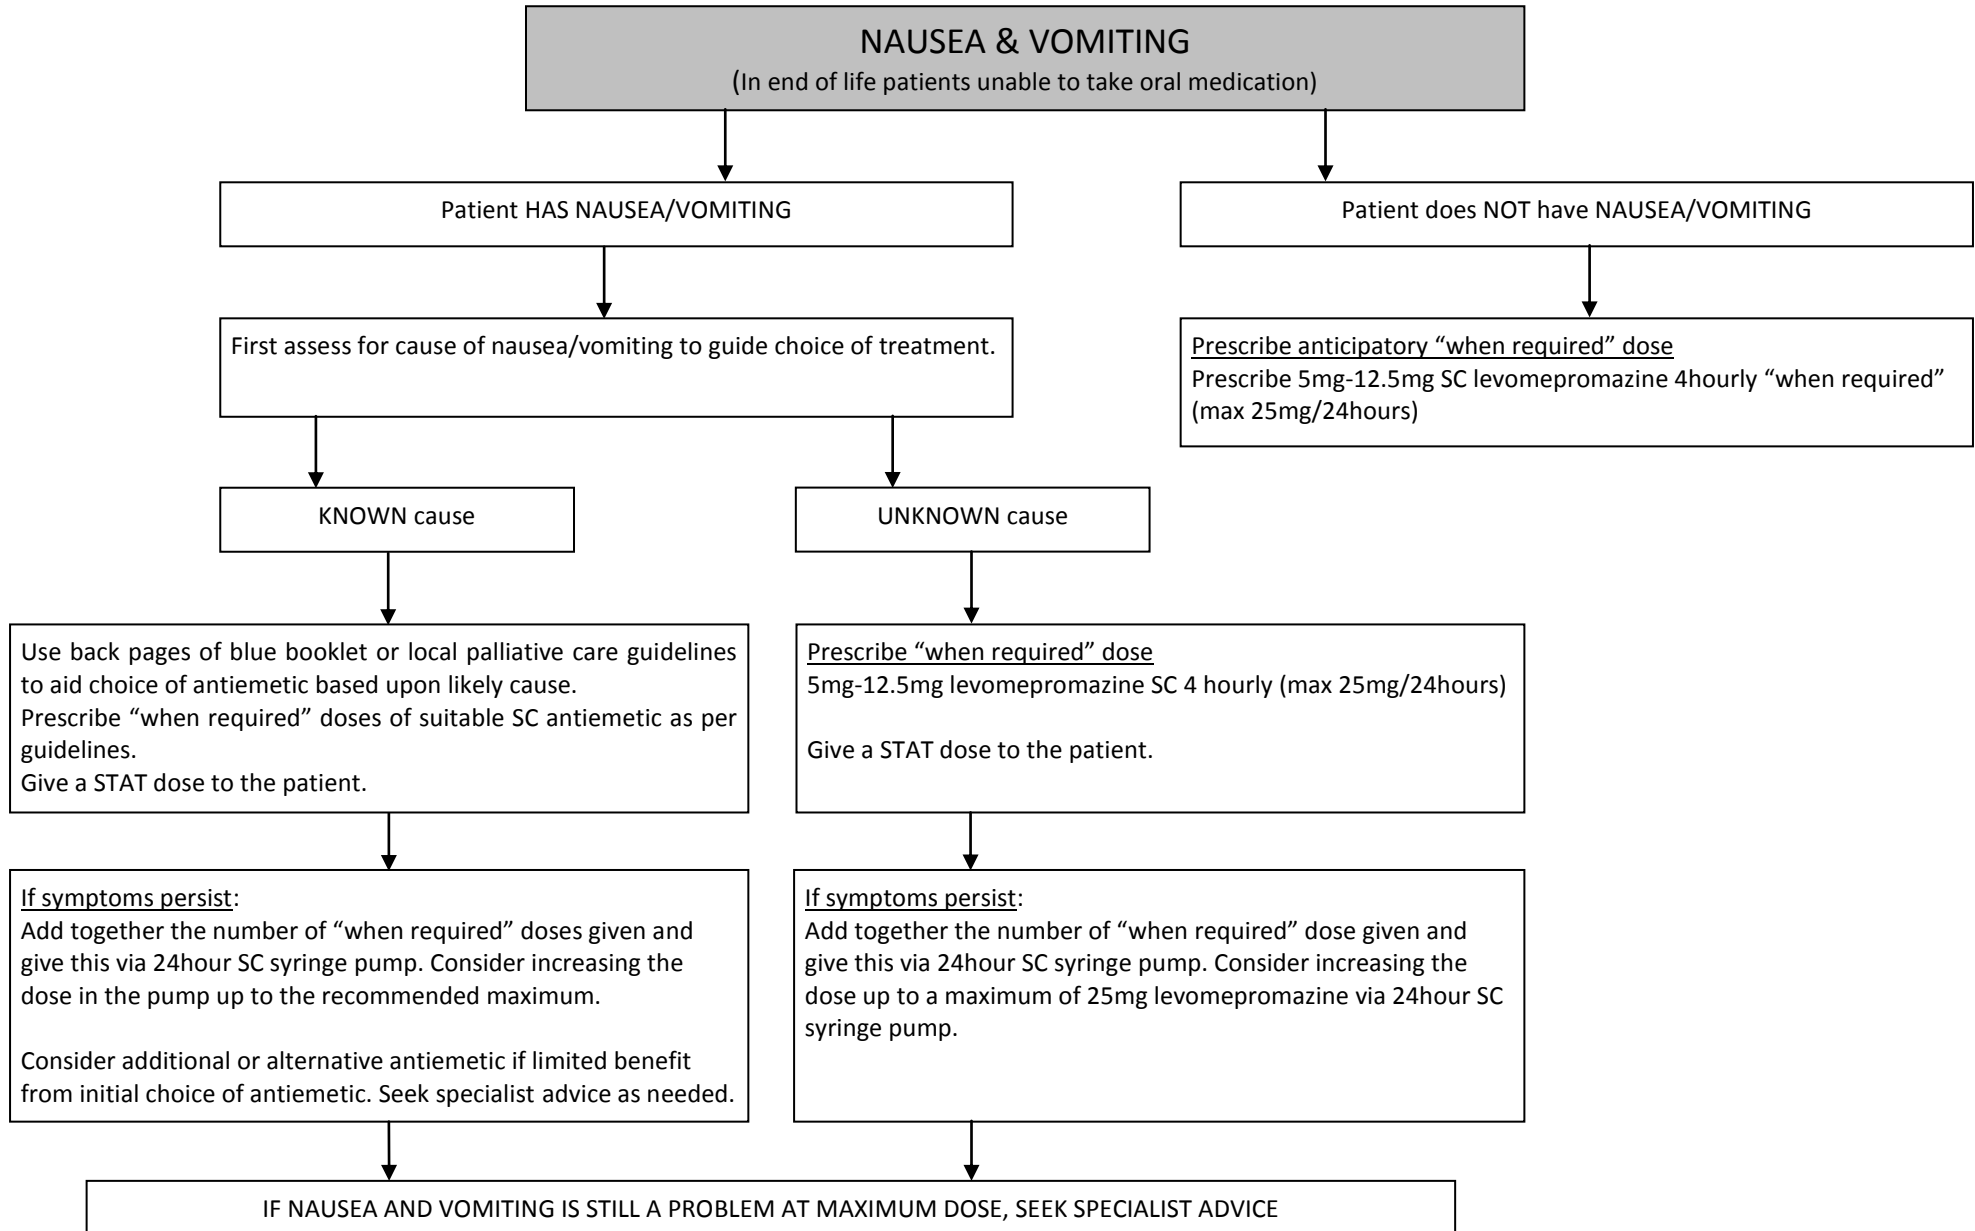 NAUSEA & VOMITING
(In end of life patients unable to take oral medication)
Patient HAS NAUSEA/VOMITING
Patient does NOT have NAUSEA/VOMITING
First assess for cause of nausea/vomiting to guide choice of treatment.
Prescribe anticipatory “when required” dose
Prescribe 5mg-12.5mg SC levomepromazine 4hourly “when required”
(max 25mg/24hours)
KNOWN cause
UNKNOWN cause
Use back pages of blue booklet or local palliative care guidelines
to aid choice of antiemetic based upon likely cause.
Prescribe “when required” doses of suitable SC antiemetic as per
guidelines.
Give a STAT dose to the patient.
Prescribe “when required” dose
5mg-12.5mg levomepromazine SC 4 hourly (max 25mg/24hours)
Give a STAT dose to the patient.
If symptoms persist:
Add together the number of “when required” doses given and
give this via 24hour SC syringe pump. Consider increasing the
dose in the pump up to the recommended maximum.
Consider additional or alternative antiemetic if limited benefit
from initial choice of antiemetic. Seek specialist advice as needed.
If symptoms persist:
Add together the number of “when required” dose given and
give this via 24hour SC syringe pump. Consider increasing the
dose up to a maximum of 25mg levomepromazine via 24hour SC
syringe pump.
IF NAUSEA AND VOMITING IS STILL A PROBLEM AT MAXIMUM DOSE, SEEK SPECIALIST ADVICE